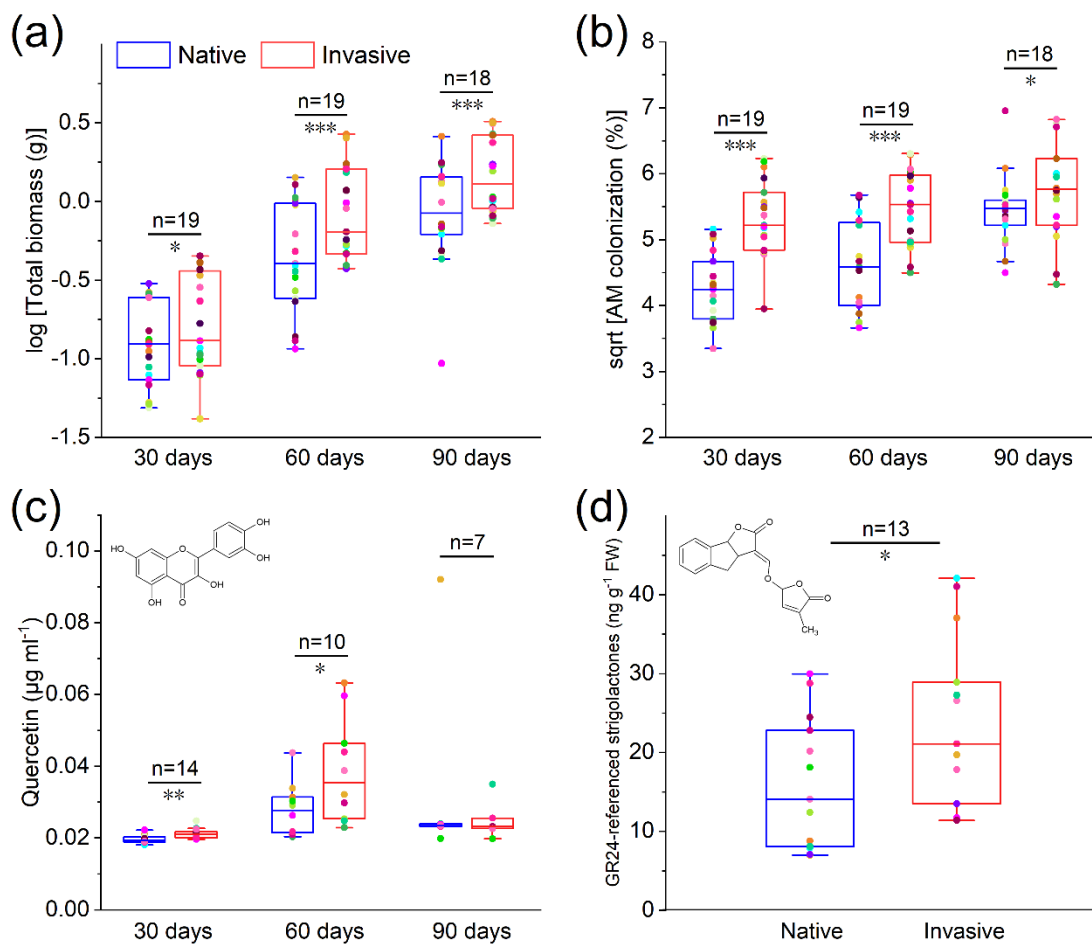 (a)
Native Invasive
log [Total biomass (g)]
0.5
0.0
-0.5
-1.0
-1.5
n=19
*
n=19
***
n=18
***
30 days 60 days 90 days
(b)
sqrt [AM colonization (%)]
8
7
6
5
4
3
2
n=19
***
n=19
***
n=18
*
30 days 60 days 90 days
(c)
Quercetin (µg ml⁻¹)
0.10
0.08
0.06
0.04
0.02
0.00
OH
HO
O
OH
OH
OH
O
n=14
**
n=10
*
n=7
30 days 60 days 90 days
(d)
GR24-referenced strigolactones (ng g⁻¹ FW)
50
40
30
20
10
0
O
O
O
O
O
CH₃
n=13
*
Native Invasive